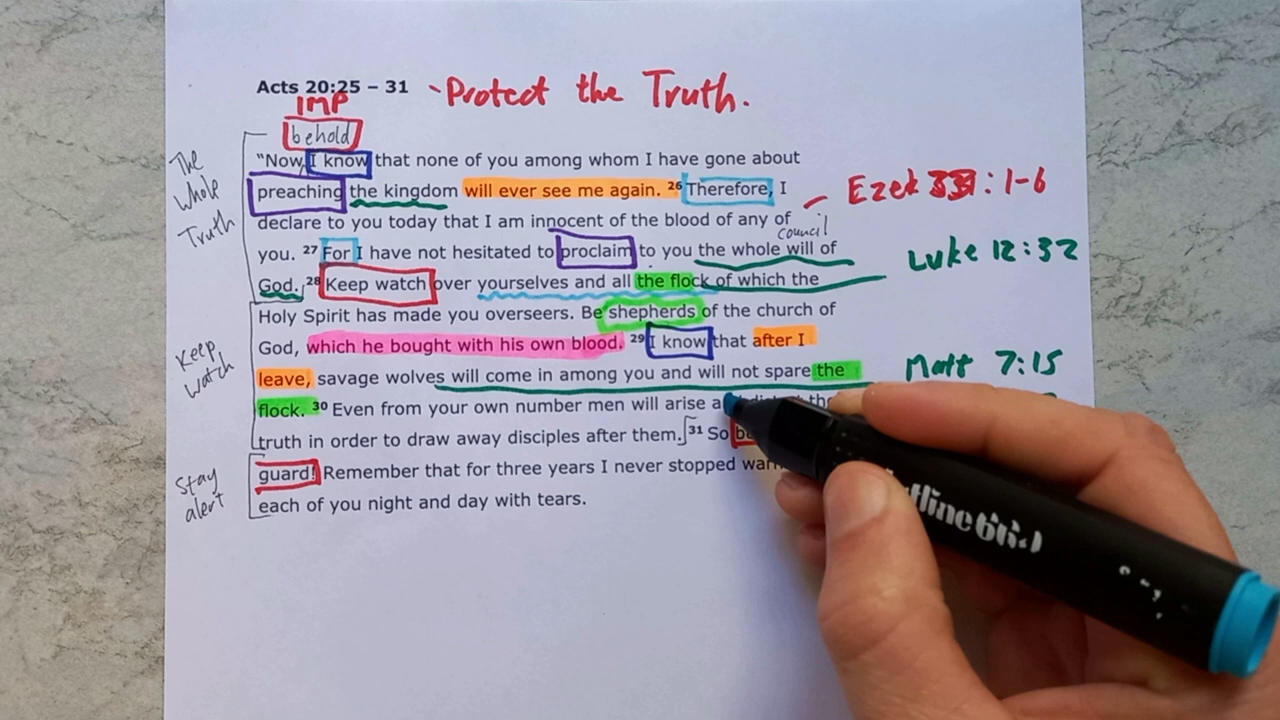 Acts 20:25 – 31 - Protect the Truth.
IMP
behold
The Whole Truth
"Now, I know that none of you among whom I have gone about
preaching the kingdom will ever see me again. 26 Therefore, I
Ezek 33:1-6
declare to you today that I am innocent of the blood of any of
council
you. 27 For I have not hesitated to proclaim to you the whole will of
Luke 12:32
God. 28 Keep watch over yourselves and all the flock of which the
Holy Spirit has made you overseers. Be shepherds of the church of
Keep watch
God, which he bought with his own blood. 29 I know that after I
leave, savage wolves will come in among you and will not spare the
Matt 7:15
flock. 30 Even from your own number men will arise
truth in order to draw away disciples after them. 31 So
Stay alert
guard! Remember that for three years I never stopped
each of you night and day with tears.